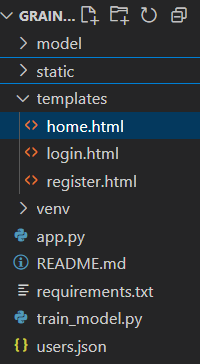 GRAIN...
model
static
templates
home.html
login.html
register.html
venv
app.py
README.md
requirements.txt
train_model.py
users.json